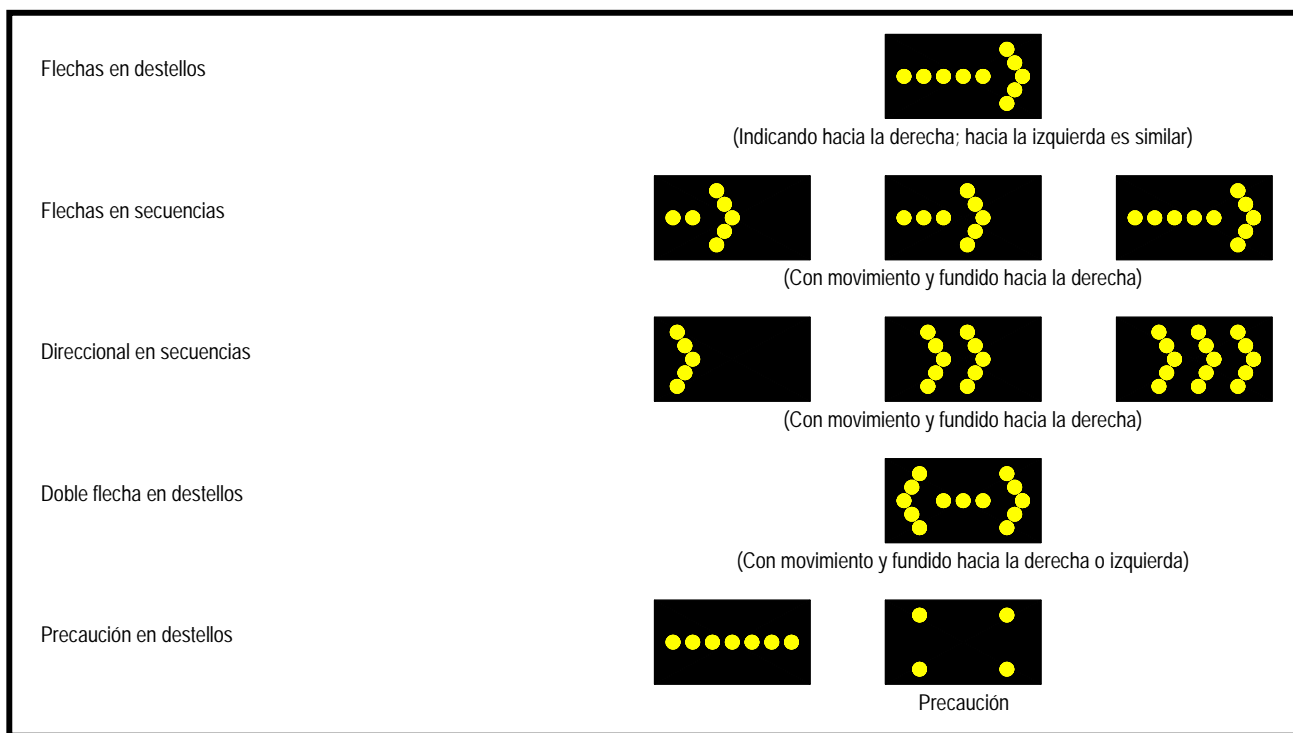 Flechas en destellos
(Indicando hacia la derecha; hacia la izquierda es similar)
Flechas en secuencias
(Con movimiento y fundido hacia la derecha)
Direccional en secuencias
(Con movimiento y fundido hacia la derecha)
Doble flecha en destellos
(Con movimiento y fundido hacia la derecha o izquierda)
Precaución en destellos
Precaución